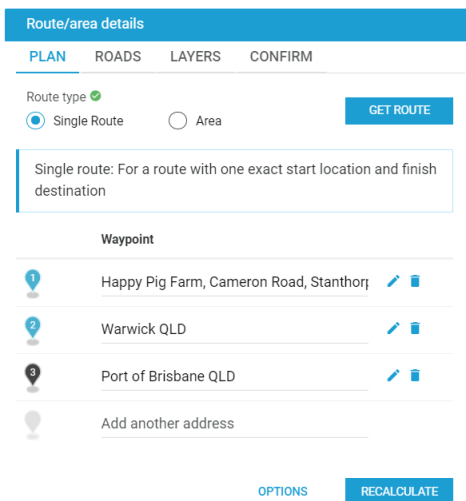 Route/area details
PLAN ROADS LAYERS CONFIRM
Route type
Single Route Area
GET ROUTE
Single route: For a route with one exact start location and finish
destination
Waypoint
1 Happy Pig Farm, Cameron Road, Stanthorp
2 Warwick QLD
3 Port of Brisbane QLD
Add another address
OPTIONS RECALCULATE